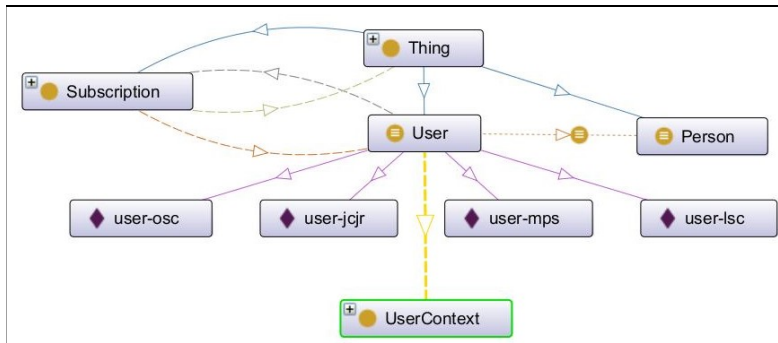 Thing
Subscription
User
Person
user-osc
user-jcjr
user-mps
user-lsc
UserContext